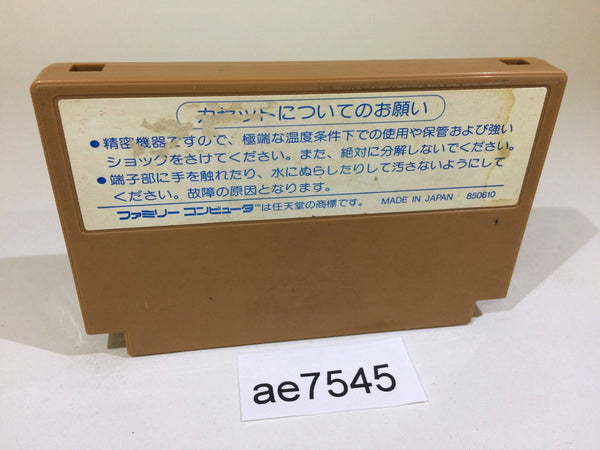 カセットについてのお願い
●精密機器ですので、極端な温度条件下での使用や保管および強い
ショックをさけてください。また、絶対に分解しないでください。
●端子部に手を触れたり、水にぬらしたりして汚さないようにして
ください。故障の原因となります。
ファミリー コンピュータ™は任天堂の商標です。 MADE IN JAPAN 850610
ae7545